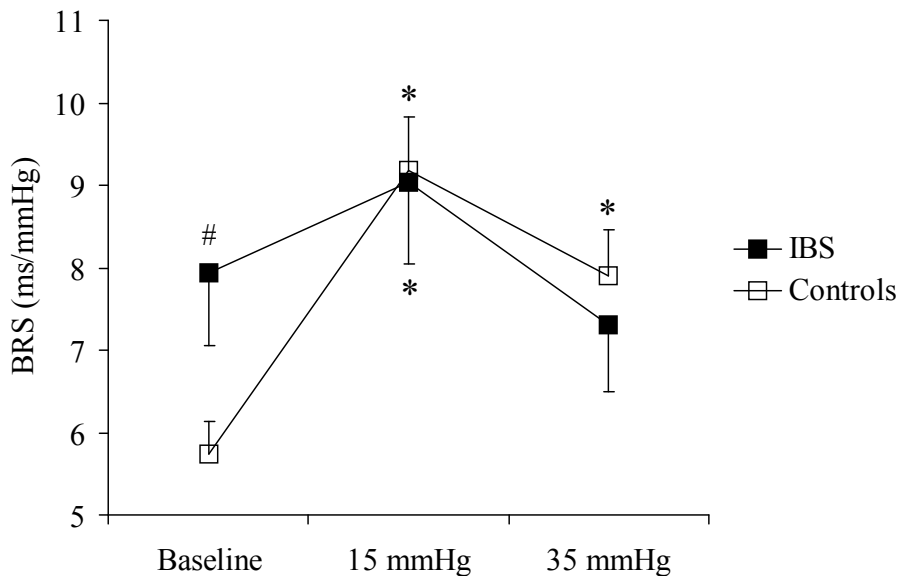 11
10
9
8
7
6
5
BRS (ms/mmHg)
#
*
*
*
Baseline
15 mmHg
35 mmHg
IBS
Controls